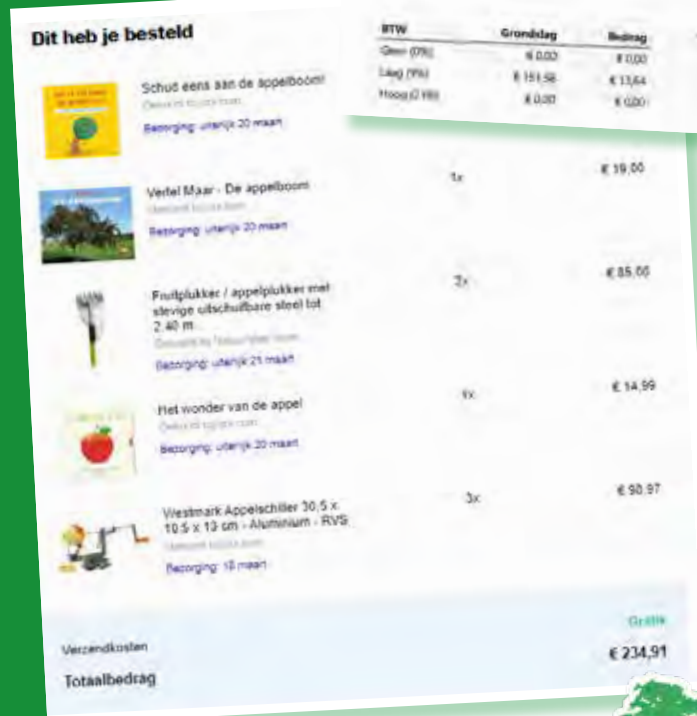 Dit heb je besteld
Schud eens aan de appelboom!
Bezorging: uiterlijk 20 maart
BTW Grondslag Bedrag
Geen (0%) € 0,00 € 0,00
Laag (9%) € 151,56 € 13,64
Hoog (21%) € 0,00 € 0,00
Vertel Maar - De appelboom 1x € 19,00
Bezorging: uiterlijk 20 maart
Fruitplukker / appelplukker met 2x € 85,00
stevige uitschuifbare steel tot
2.40 m
Bezorging: uiterlijk 21 maart
Het wonder van de appel 1x € 14,99
Bezorging: uiterlijk 20 maart
Westmark Appelschiller 30,5 x 3x € 90,97
10,5 x 13 cm - Aluminium - RVS
Bezorging: 18 maart
Verzendkosten Gratis
Totaalbedrag € 234,91